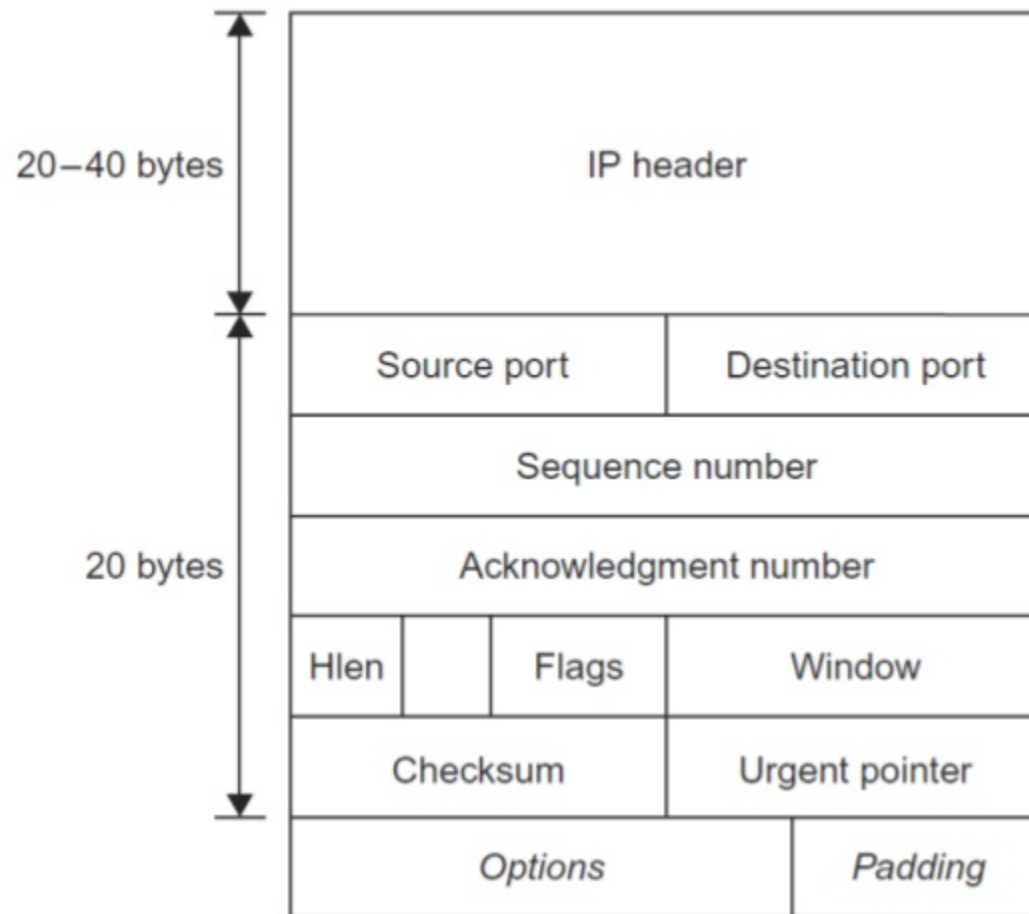 20–40 bytes
IP header
Source port
Destination port
Sequence number
20 bytes
Acknowledgment number
Hlen
Flags
Window
Checksum
Urgent pointer
Options
Padding